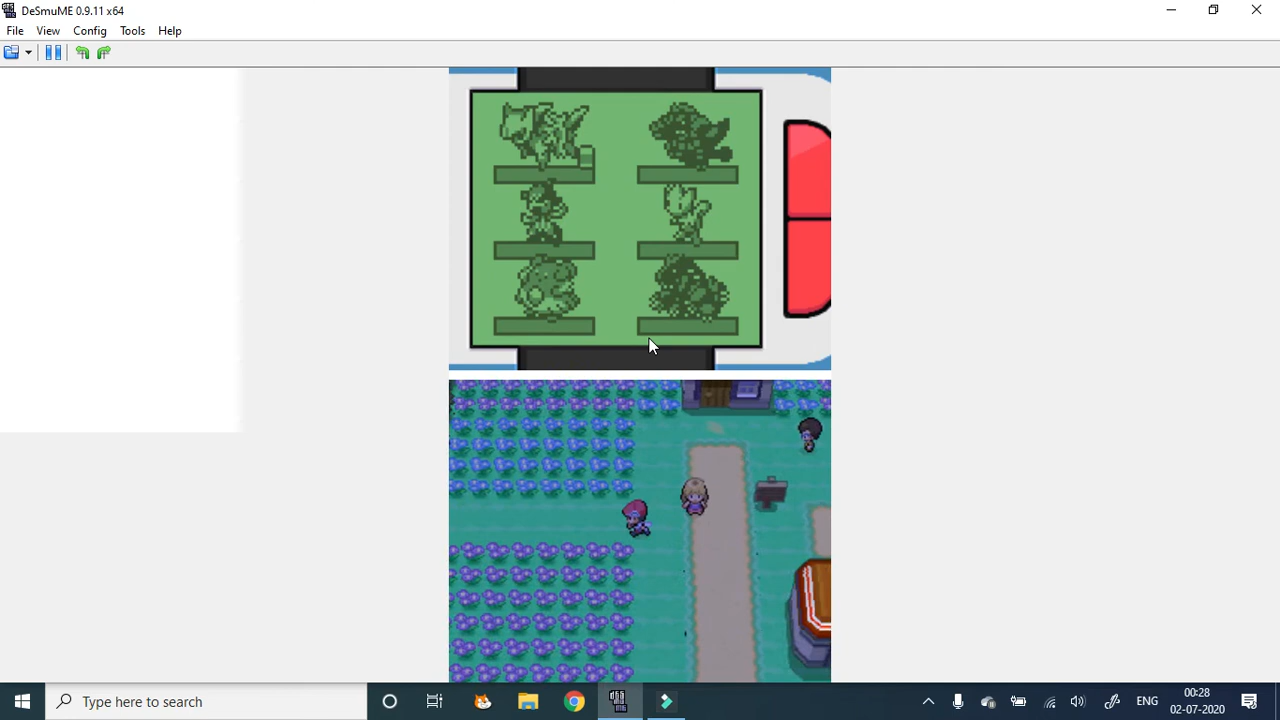 DeSmuME 0.9.11 x64
File View Config Tools Help
Type here to search
ENG
00:28
02-07-2020